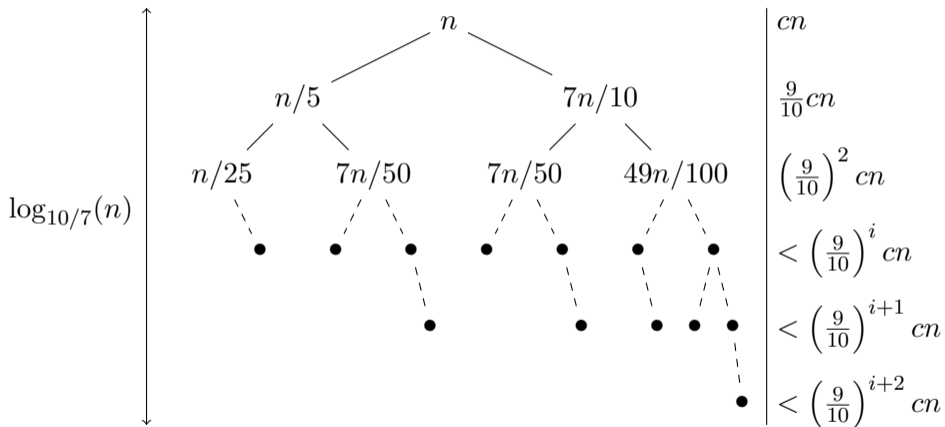 n cn
n/5 7n/10 9/10 cn
n/25 7n/50 7n/50 49n/100 (9/10)^2 cn
log_{10/7}(n)
< (9/10)^i cn
< (9/10)^{i+1} cn
< (9/10)^{i+2} cn